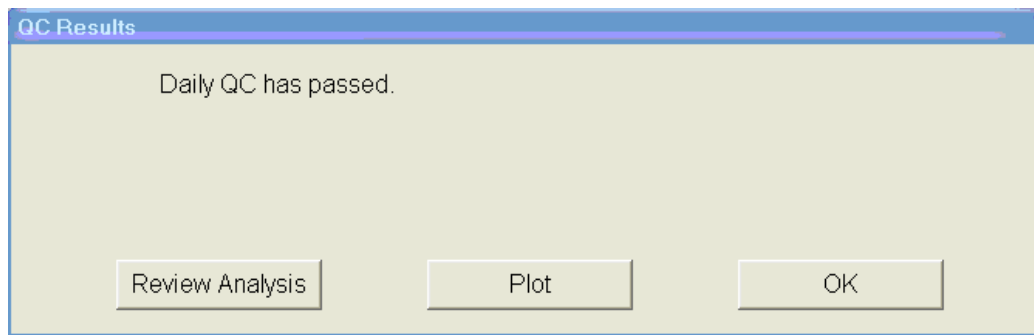 QC Results
Daily QC has passed.
Review Analysis
Plot
OK